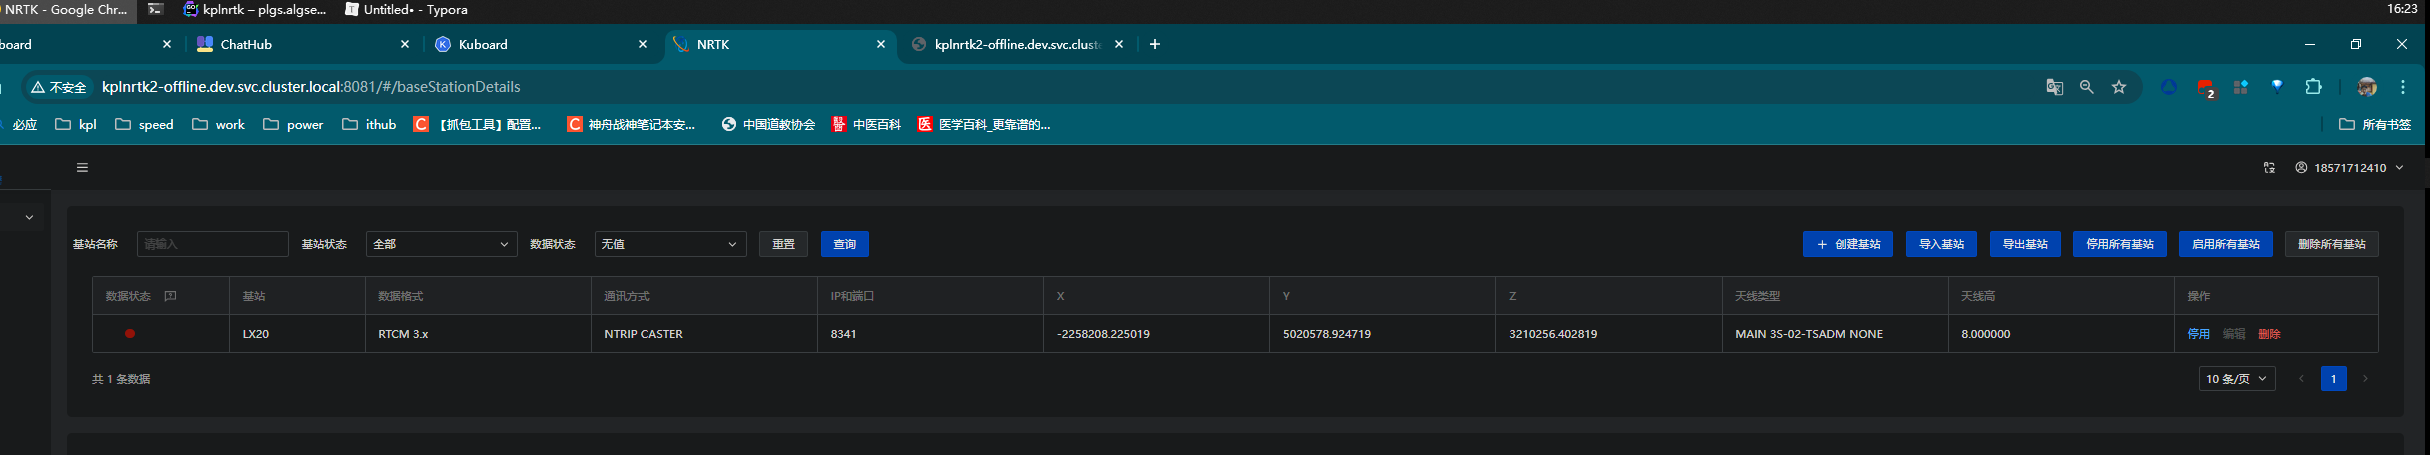 NRTK - Google Chr... kplnrtk – plgs.algse... Untitled• - Typora 16:23
board ChatHub Kuboard NRTK kplnrtk2-offline.dev.svc.clust
不安全 kplnrtk2-offline.dev.svc.cluster.local:8081/#/baseStationDetails 2
必应 kpl speed work power ithub 【抓包工具】配置... 神舟战神笔记本安... 中国道教协会 中医百科 医学百科_更靠谱的... 所有书签
18571712410
基站名称 请输入 基站状态 全部 数据状态 无值 重置 查询 + 创建基站 导入基站 导出基站 停用所有基站 启用所有基站 删除所有基站
数据状态 基站 数据格式 通讯方式 IP和端口 X Y Z 天线类型 天线高 操作
LX20 RTCM 3.x NTRIP CASTER 8341 -2258208.225019 5020578.924719 3210256.402819 MAIN 3S-02-TSADM NONE 8.000000 停用 编辑 删除
共 1 条数据 10 条/页 1